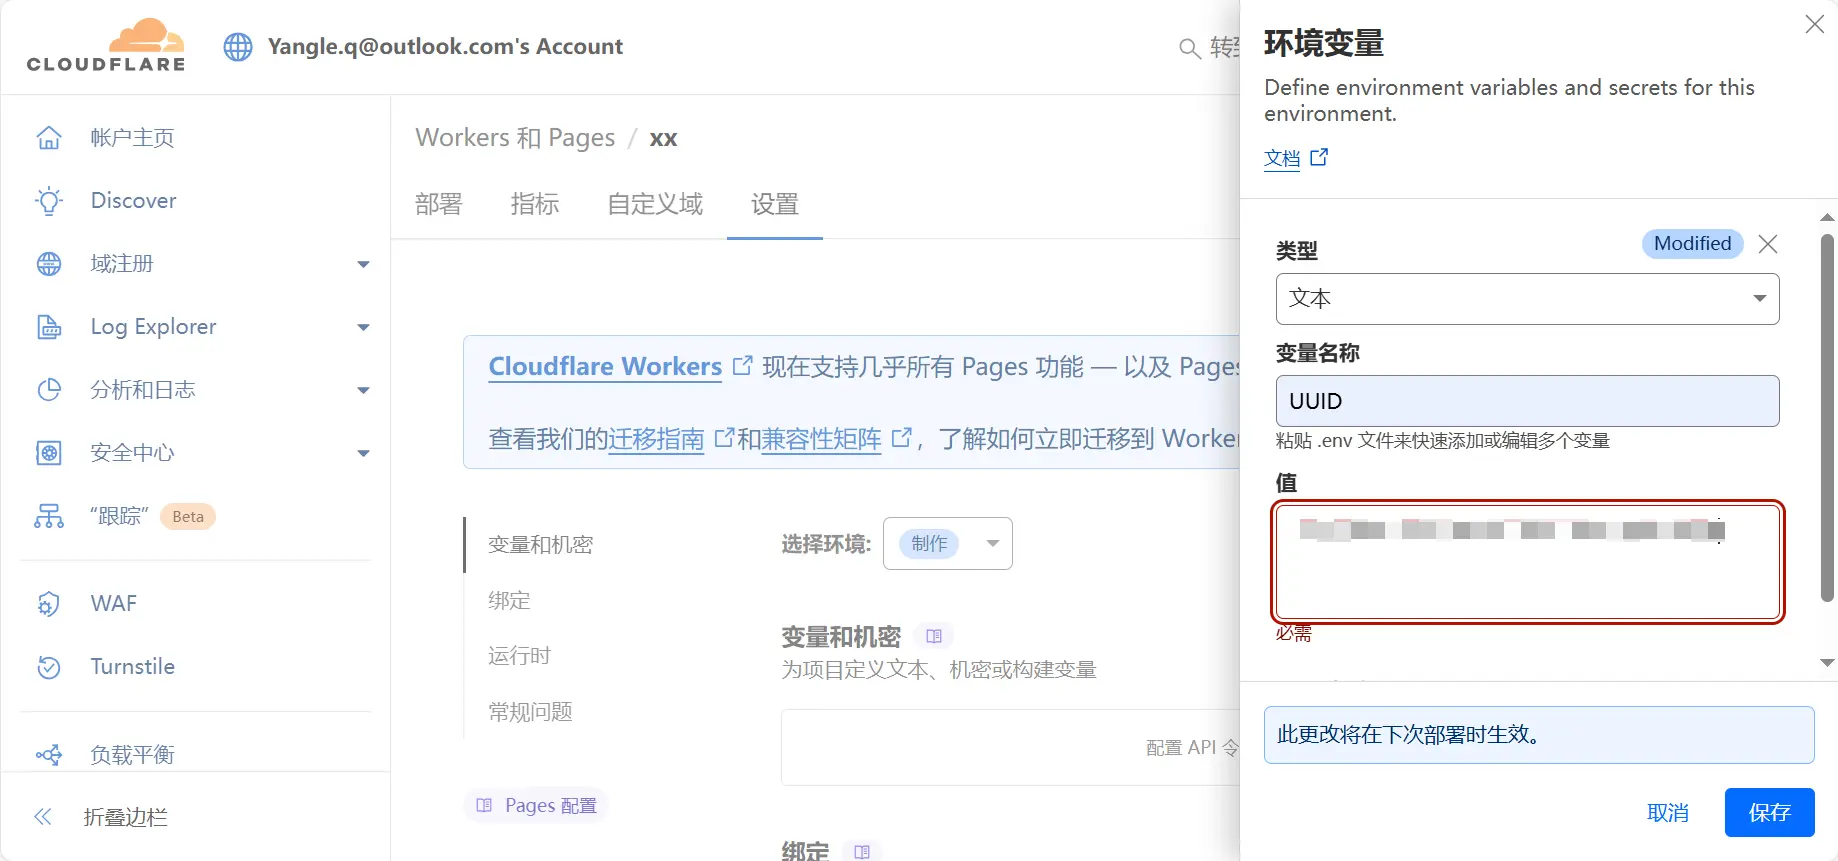 CLOUDFLARE
Yangle.q@outlook.com's Account
帐户主页
Discover
域注册
Log Explorer
分析和日志
安全中心
“跟踪” Beta
WAF
Turnstile
负载平衡
折叠边栏
Workers 和 Pages / xx
部署 指标 自定义域 设置
Cloudflare Workers 现在支持几乎所有 Pages 功能 — 以及 Pages
查看我们的迁移指南 和兼容性矩阵 ，了解如何立即迁移到 Worker
变量和机密
绑定
运行时
常规问题
Pages 配置
选择环境: 制作
变量和机密
为项目定义文本、机密或构建变量
配置 API 令
绑定
环境变量
Define environment variables and secrets for this
environment.
文档
类型
Modified
文本
变量名称
UUID
粘贴 .env 文件来快速添加或编辑多个变量
值
必需
此更改将在下次部署时生效。
取消
保存